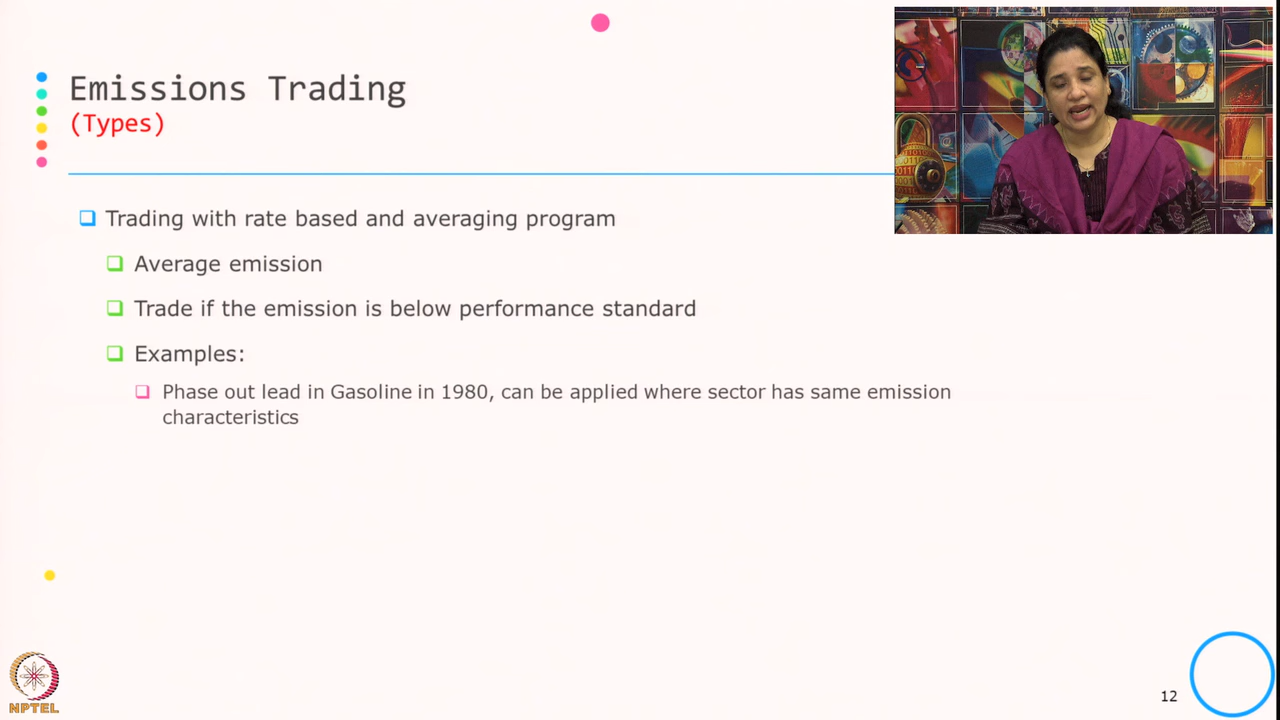 Emissions Trading
(Types)
Trading with rate based and averaging program
Average emission
Trade if the emission is below performance standard
Examples:
Phase out lead in Gasoline in 1980, can be applied where sector has same emission
characteristics
NPTEL
12